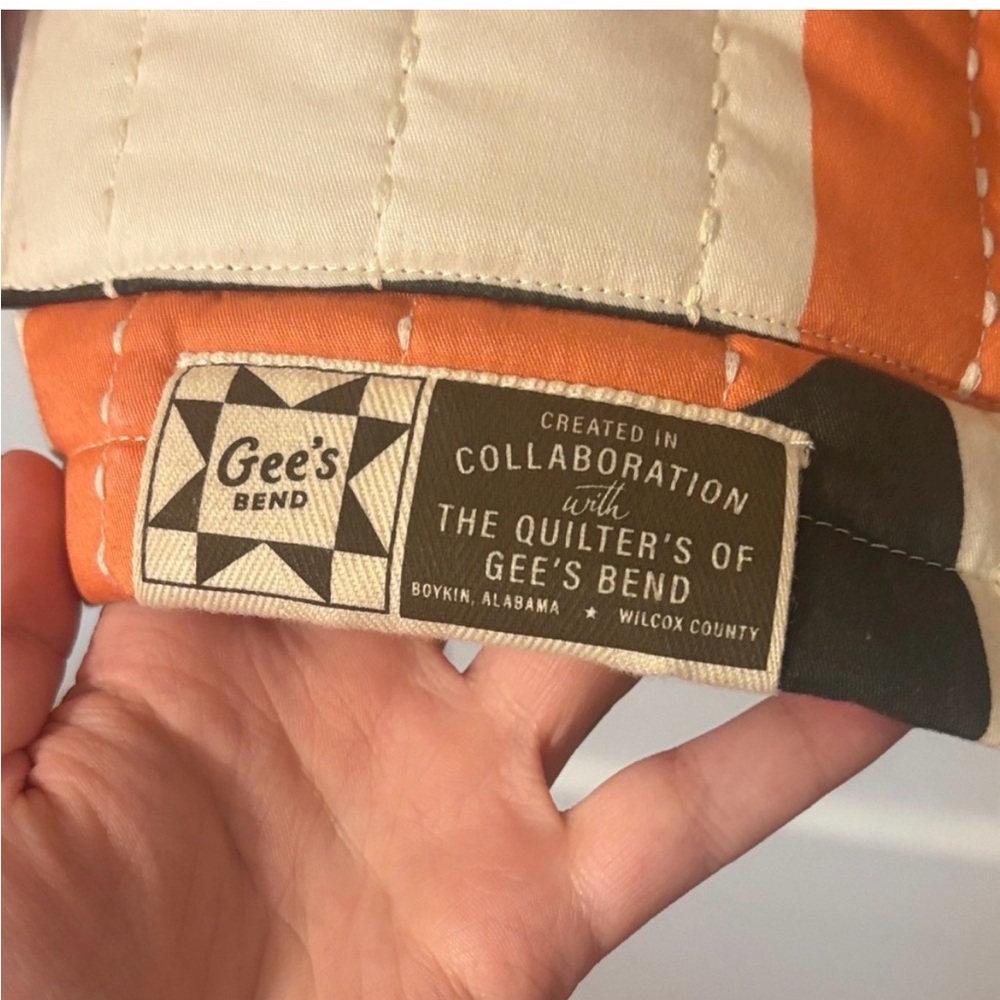 Gee's
BEND
CREATED IN
COLLABORATION
with
THE QUILTER'S OF
GEE'S BEND
BOYKIN, ALABAMA ★ WILCOX COUNTY